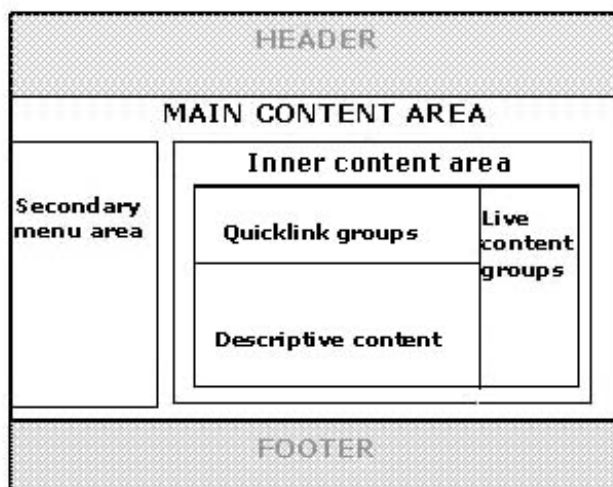 HEADER
MAIN CONTENT AREA
Secondary
menu area
Inner content area
Quicklink groups
Live
content
groups
Descriptive content
FOOTER